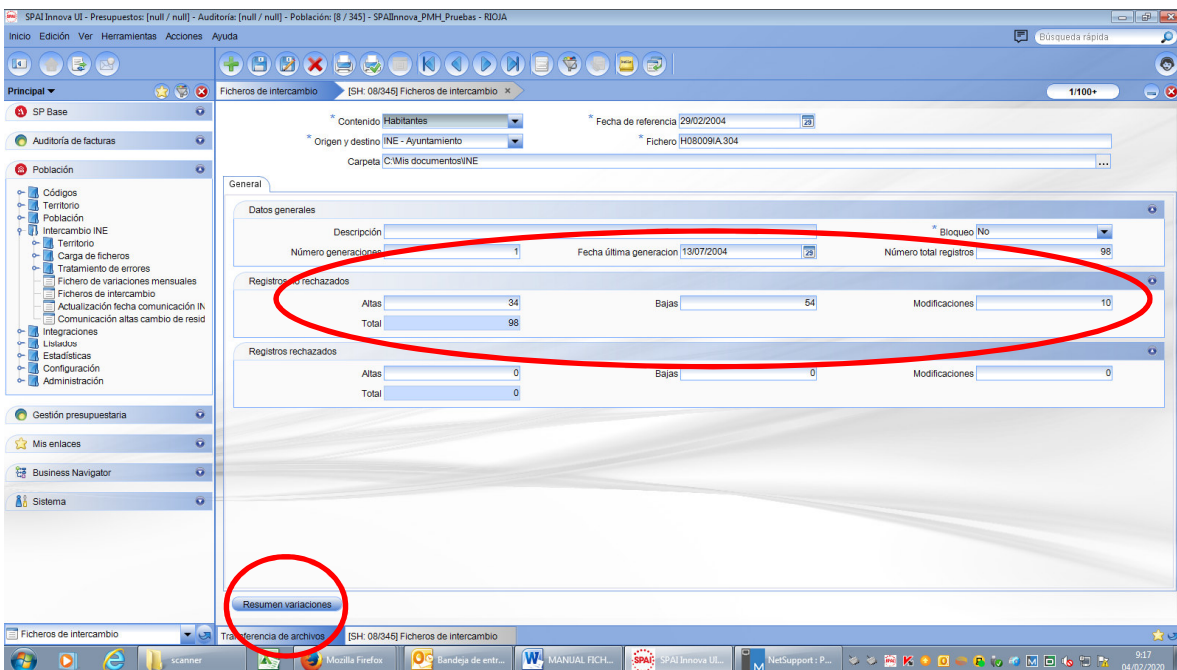 SPAI Innova UI - Presupuestos: [null / null] - Auditoría: [null / null] - Población: [8 / 345] - SPAIInnova_PMH_Pruebas - RIOJA
Inicio Edición Ver Herramientas Acciones Ayuda
Búsqueda rápida
Principal
Ficheros de intercambio [SH: 08/345] Ficheros de intercambio ×
1/100+
SP Base
Auditoría de facturas
Población
Códigos
Territorio
Población
Intercambio INE
Territorio
Carga de ficheros
Tratamiento de errores
Fichero de variaciones mensuales
Ficheros de intercambio
Actualización fecha comunicación IN
Comunicación altas cambio de resid
Integraciones
Listados
Estadísticas
Configuración
Administración
Gestión presupuestaria
Mis enlaces
Business Navigator
Sistema
* Contenido Habitantes * Fecha de referencia 29/02/2004 29
* Origen y destino INE - Ayuntamiento * Fichero H08009IA.304
Carpeta C:\Mis documentos\INE ...
General
Datos generales
Descripción * Bloqueo No
Número generaciones 1 Fecha última generacion 13/07/2004 29 Número total registros 98
Registros no rechazados
Altas 34 Bajas 54 Modificaciones 10
Total 98
Registros rechazados
Altas 0 Bajas 0 Modificaciones 0
Total 0
Resumen variaciones
Ficheros de intercambio
Transferencia de archivos [SH: 08/345] Ficheros de intercambio
scanner Mozilla Firefox Bandeja de entr... MANUAL FICH... SPAI Innova UI... NetSupport : P...
9:17
04/02/2020